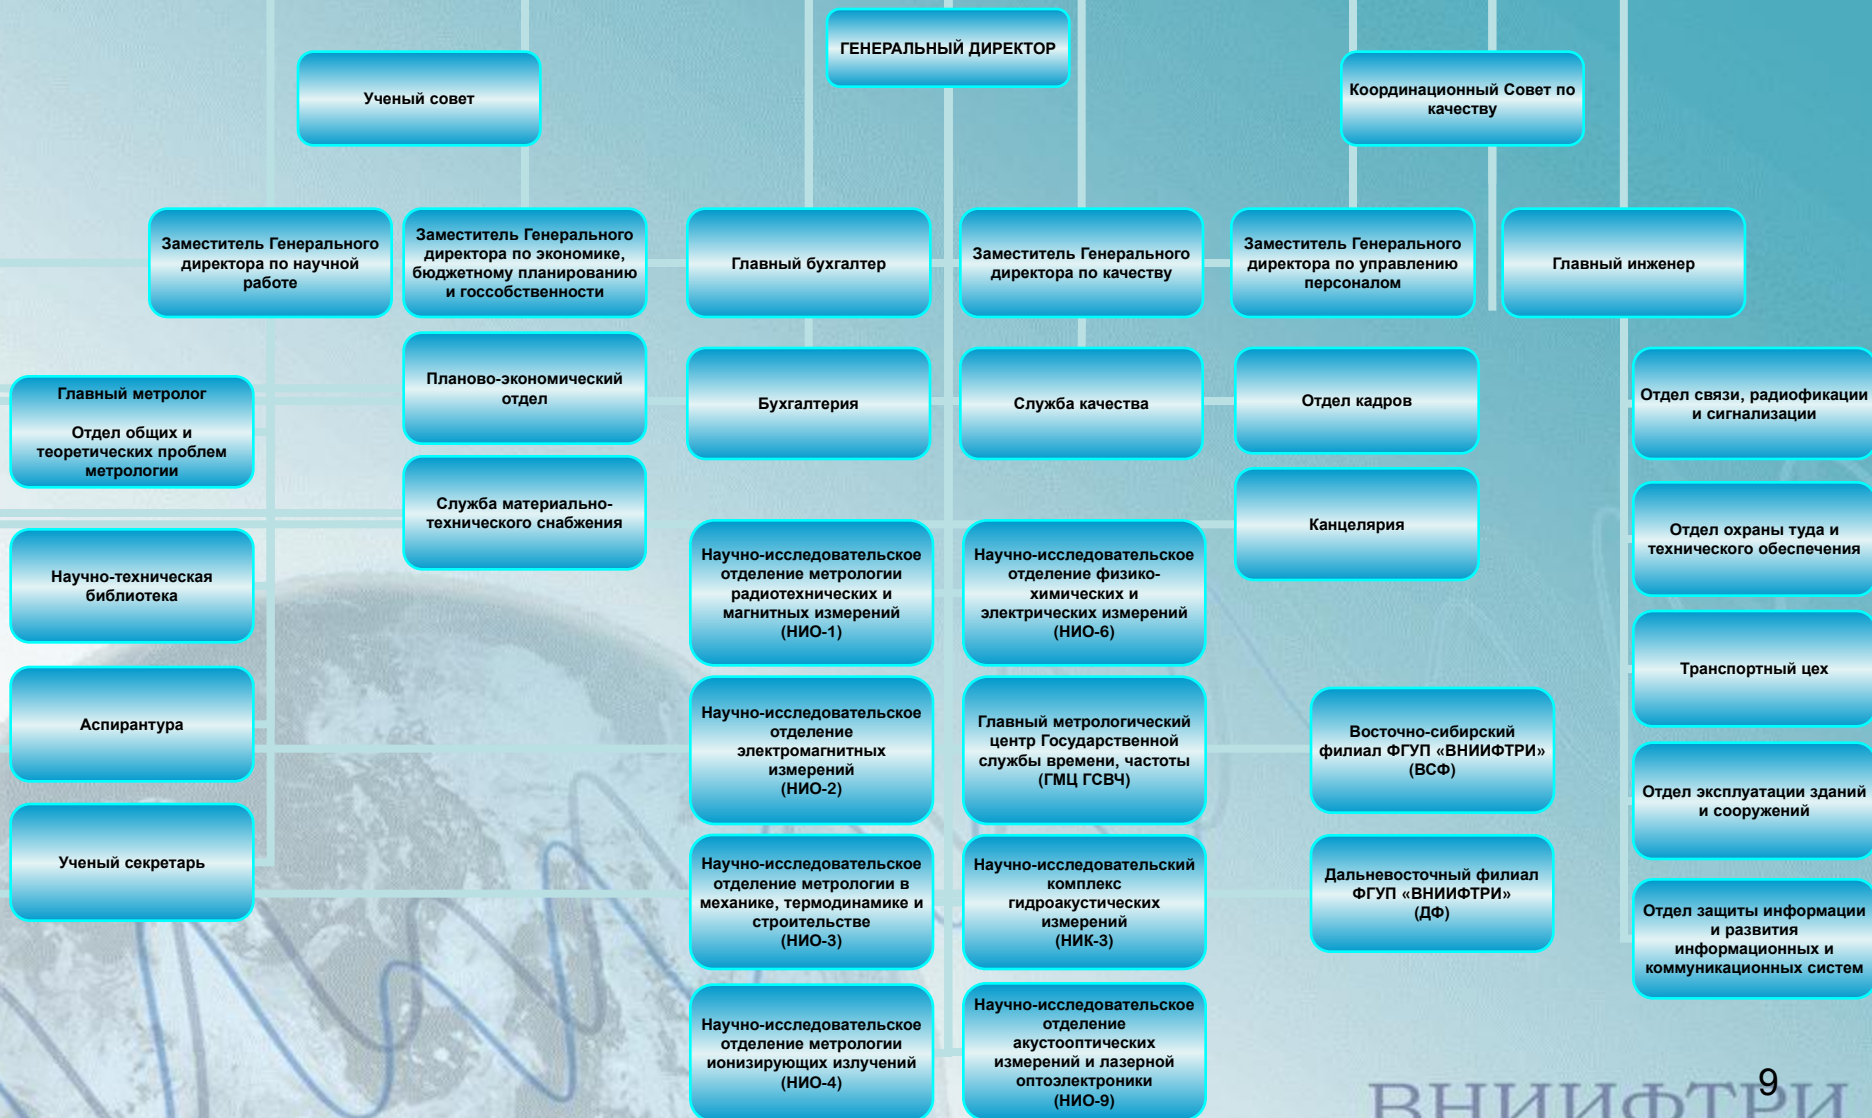 ГЕНЕРАЛЬНЫЙ ДИРЕКТОР
Ученый совет
Координационный Совет по
качеству
Заместитель Генерального
директора по научной
работе
Заместитель Генерального
директора по экономике,
бюджетному планированию
и госсобственности
Главный бухгалтер
Заместитель Генерального
директора по качеству
Заместитель Генерального
директора по управлению
персоналом
Главный инженер
Главный метролог
Отдел общих и
теоретических проблем
метрологии
Планово-экономический
отдел
Бухгалтерия
Служба качества
Отдел кадров
Отдел связи, радиофикации
и сигнализации
Служба материально-
технического снабжения
Канцелярия
Отдел охраны туда и
технического обеспечения
Научно-техническая
библиотека
Научно-исследовательское
отделение метрологии
радиотехнических и
магнитных измерений
(НИО-1)
Научно-исследовательское
отделение физико-
химических и
электрических измерений
(НИО-6)
Транспортный цех
Аспирантура
Научно-исследовательское
отделение
электромагнитных
измерений
(НИО-2)
Главный метрологический
центр Государственной
службы времени, частоты
(ГМЦ ГСВЧ)
Восточно-сибирский
филиал ФГУП «ВНИИФТРИ»
(ВСФ)
Отдел эксплуатации зданий
и сооружений
Ученый секретарь
Научно-исследовательское
отделение метрологии в
механике, термодинамике и
строительстве
(НИО-3)
Научно-исследовательский
комплекс
гидроакустических
измерений
(НИК-3)
Дальневосточный филиал
ФГУП «ВНИИФТРИ»
(ДФ)
Отдел защиты информации
и развития
информационных и
коммуникационных систем
Научно-исследовательское
отделение метрологии
ионизирующих излучений
(НИО-4)
Научно-исследовательское
отделение
акустооптических
измерений и лазерной
оптоэлектроники
(НИО-9)
9
ВНИИФТРИ